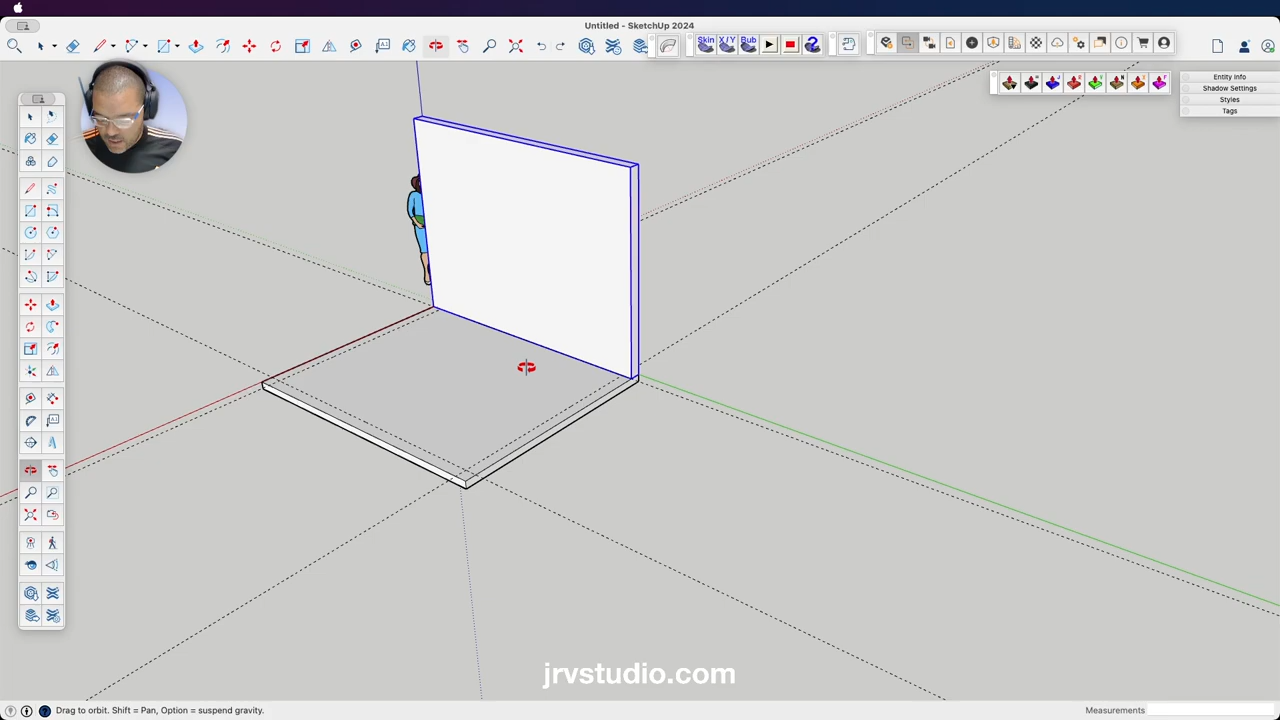 Untitled - SketchUp 2024
Skin X/Y Bub
Entity Info
Shadow Settings
Styles
Tags
jrvstudio.com
Drag to orbit. Shift = Pan, Option = suspend gravity.
Measurements